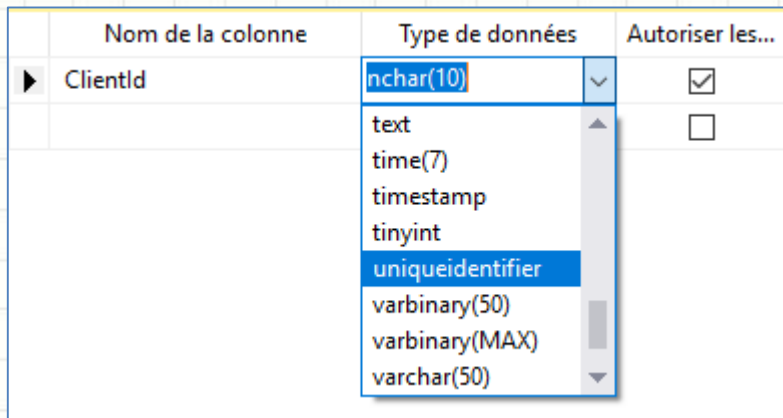 Nom de la colonne Type de données Autoriser les...
ClientId nchar(10)
text
time(7)
timestamp
tinyint
uniqueidentifier
varbinary(50)
varbinary(MAX)
varchar(50)